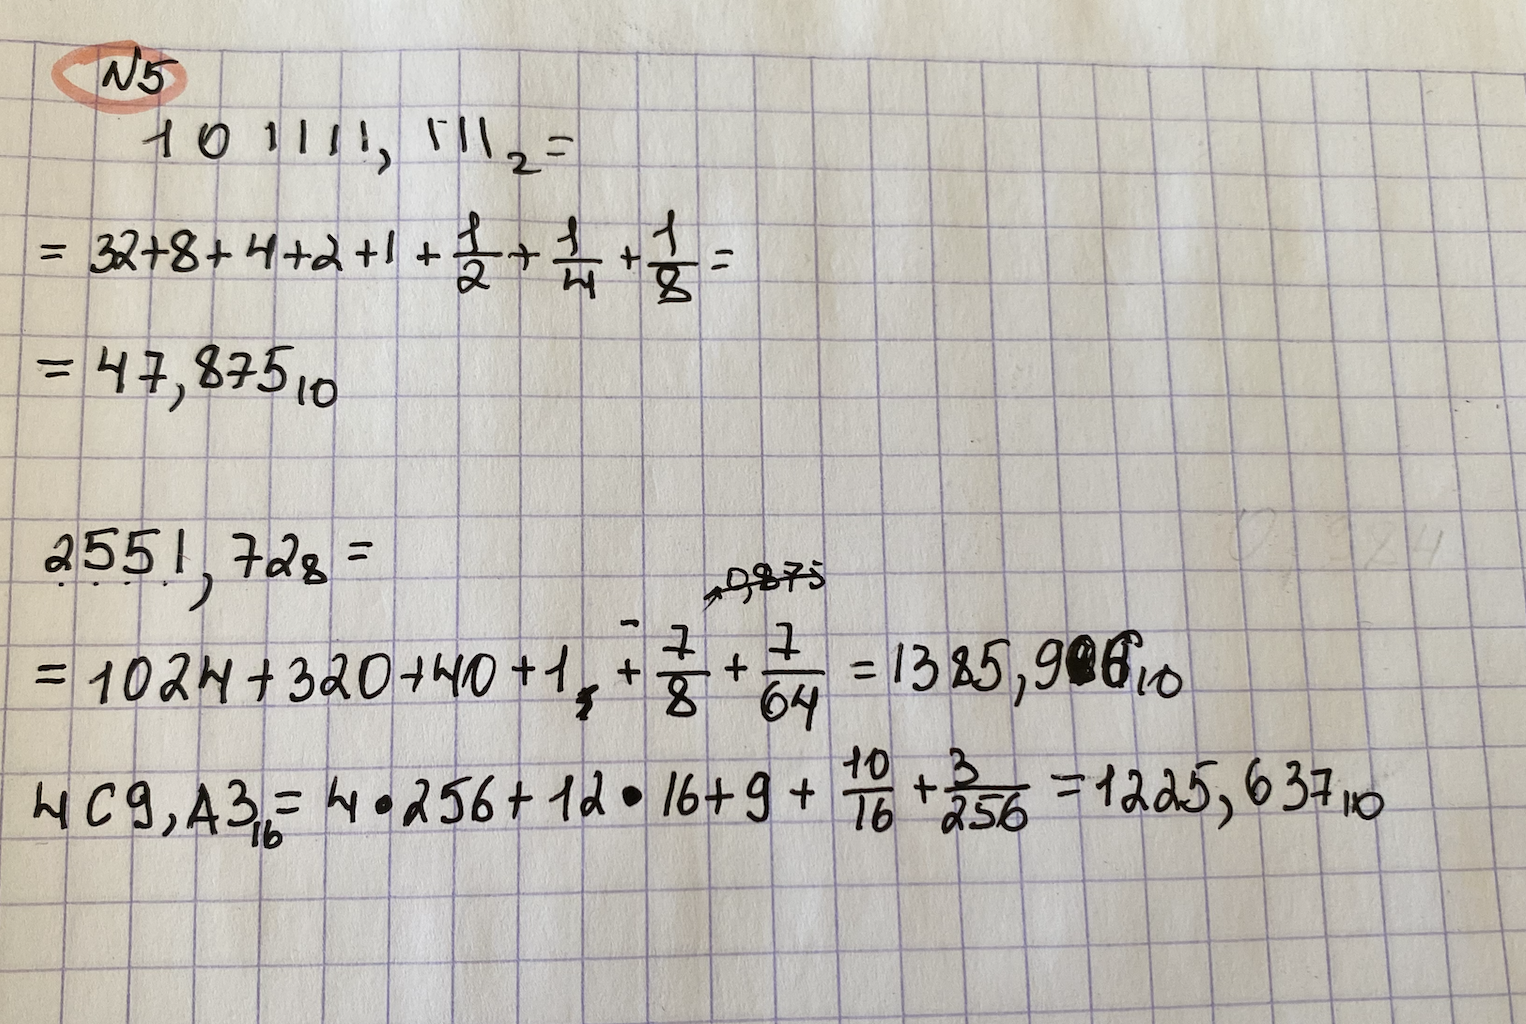 N5
101111,111₂ =
= 32+8+4+2+1+1/2+1/4+1/8 =
= 47,875₁₀
2551,72₈ =
0,875
= 1024+320+40+1 + 7/8 + 7/64 = 1385,906₁₀
4C9,A3₁₆ = 4•256+12•16+9+10/16+3/256 = 1225,637₁₀